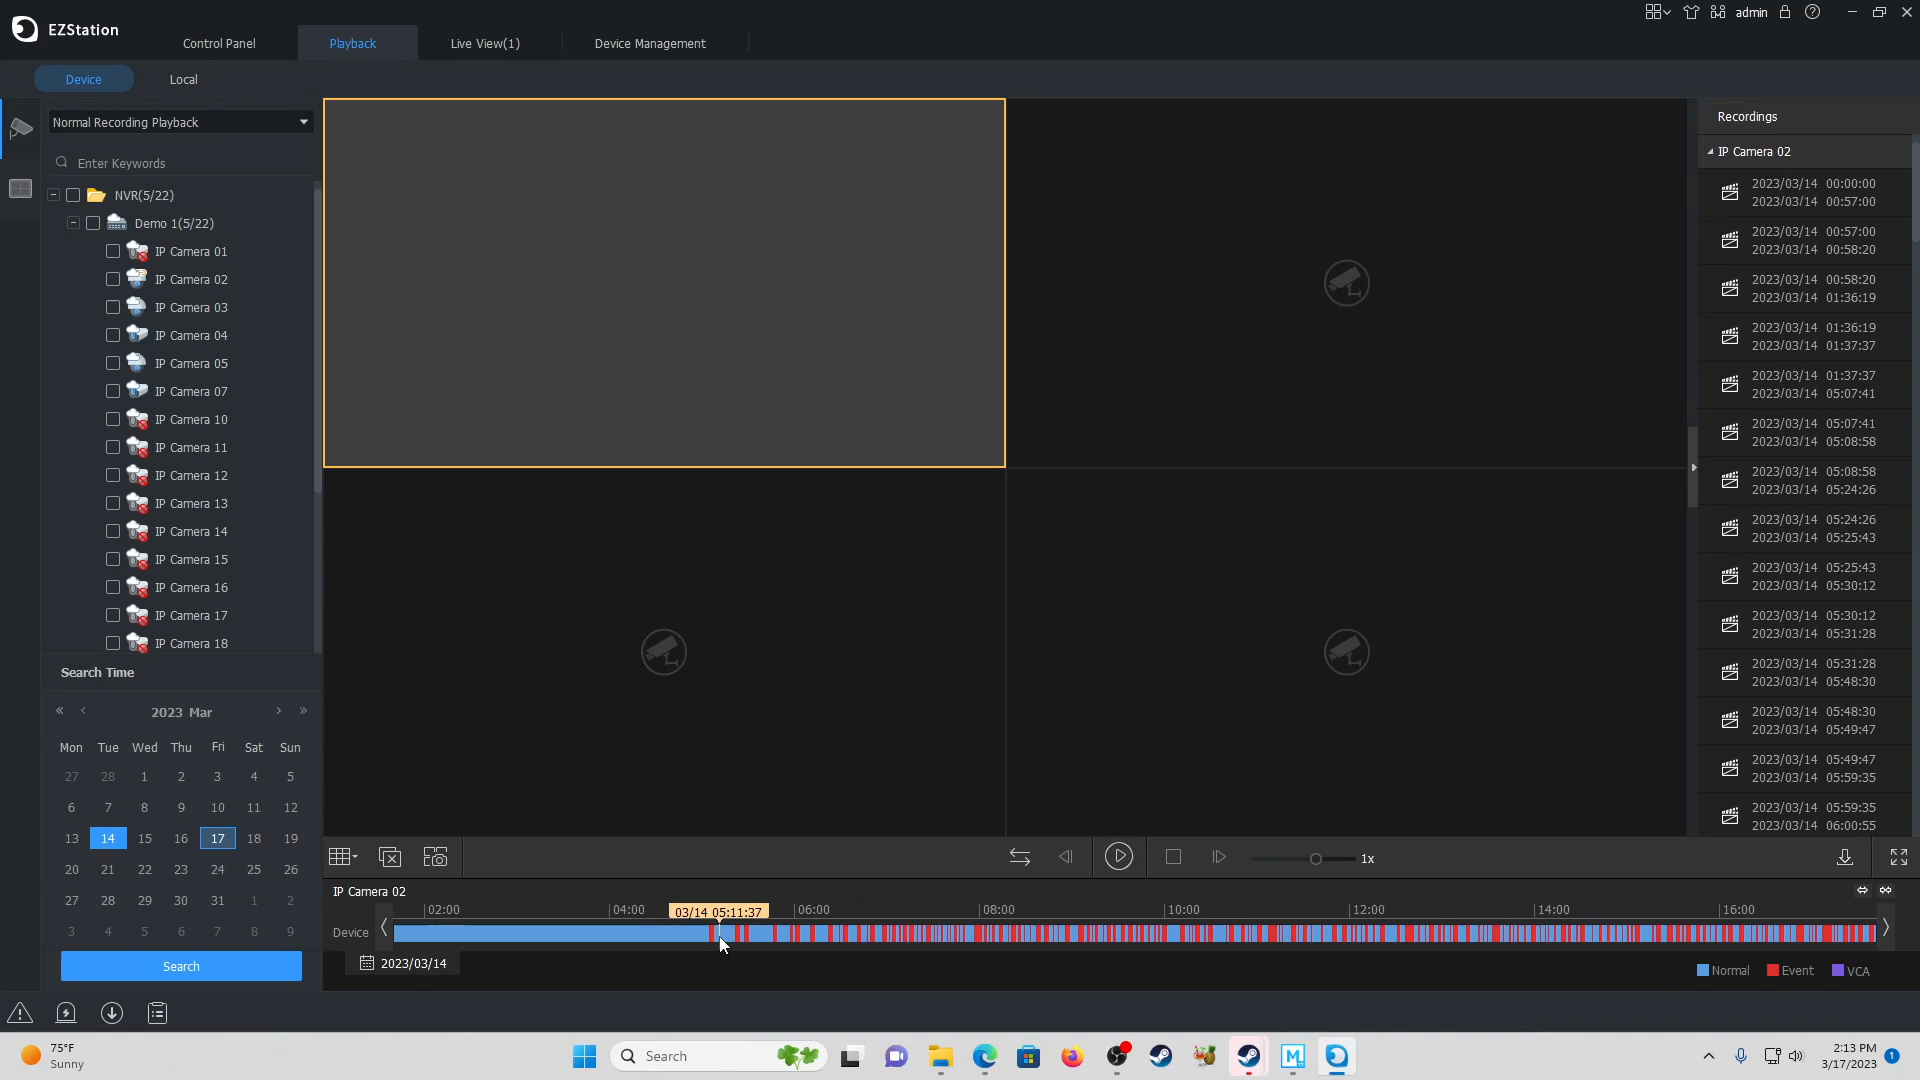 EZStation
admin
Control Panel
Playback
Live View(1)
Device Management
Device
Local
Normal Recording Playback
Enter Keywords
NVR(5/22)
Demo 1(5/22)
IP Camera 01
IP Camera 02
IP Camera 03
IP Camera 04
IP Camera 05
IP Camera 07
IP Camera 10
IP Camera 11
IP Camera 12
IP Camera 13
IP Camera 14
IP Camera 15
IP Camera 16
IP Camera 17
IP Camera 18
Search Time
2023 Mar
Mon Tue Wed Thu Fri Sat Sun
27 28 1 2 3 4 5
6 7 8 9 10 11 12
13 14 15 16 17 18 19
20 21 22 23 24 25 26
27 28 29 30 31 1 2
3 4 5 6 7 8 9
Search
Recordings
IP Camera 02
2023/03/14 00:00:00
2023/03/14 00:57:00
2023/03/14 00:57:00
2023/03/14 00:58:20
2023/03/14 00:58:20
2023/03/14 01:36:19
2023/03/14 01:36:19
2023/03/14 01:37:37
2023/03/14 01:37:37
2023/03/14 05:07:41
2023/03/14 05:07:41
2023/03/14 05:08:58
2023/03/14 05:08:58
2023/03/14 05:24:26
2023/03/14 05:24:26
2023/03/14 05:25:43
2023/03/14 05:25:43
2023/03/14 05:30:12
2023/03/14 05:30:12
2023/03/14 05:31:28
2023/03/14 05:31:28
2023/03/14 05:48:30
2023/03/14 05:48:30
2023/03/14 05:49:47
2023/03/14 05:49:47
2023/03/14 05:59:35
2023/03/14 05:59:35
2023/03/14 06:00:55
1x
IP Camera 02
02:00 04:00 03/14 05:11:37 06:00 08:00 10:00 12:00 14:00 16:00
Device
2023/03/14
Normal Event VCA
75°F
Sunny
Search
2:13 PM
3/17/2023
1